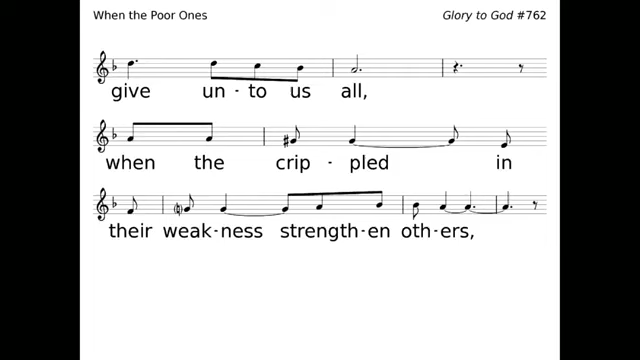 When the Poor Ones Glory to God #762
give un - to us all,
when the crip - pled in
their weak-ness strength-en oth-ers,